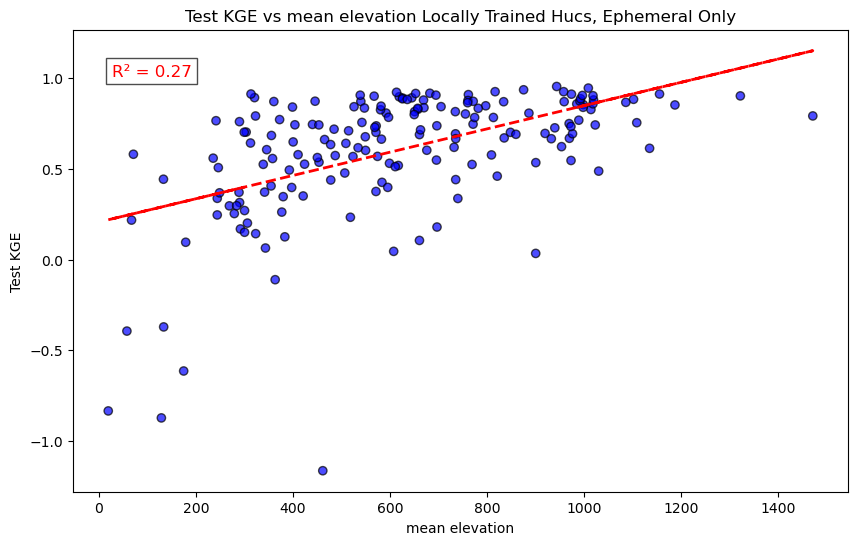 Test KGE vs mean elevation Locally Trained Hucs, Ephemeral Only
R² = 0.27
Test KGE
1.0
0.5
0.0
−0.5
−1.0
0 200 400 600 800 1000 1200 1400
mean elevation